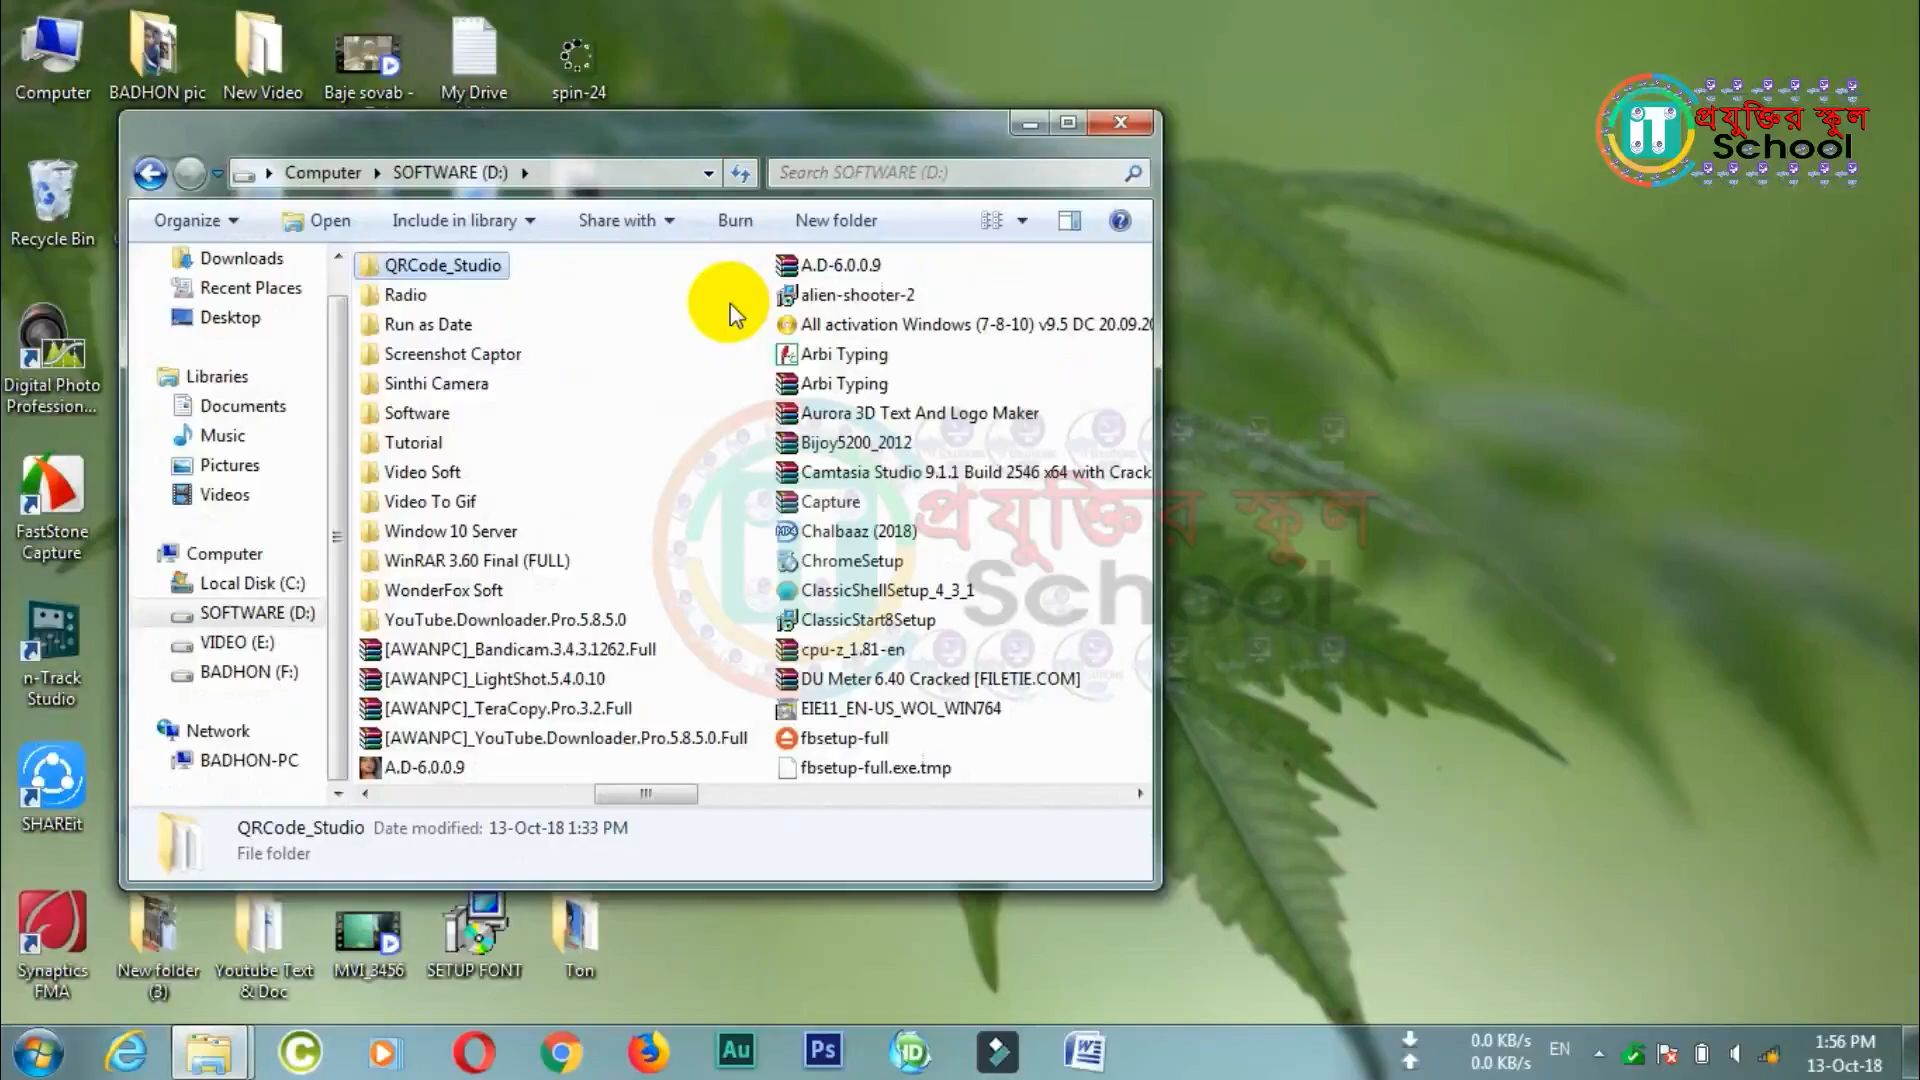 Computer
BADHON pic
New Video
Baje sovab -
My Drive
spin-24
প্রযুক্তির স্কুল
iT
School
Computer
SOFTWARE (D:)
Search SOFTWARE (D:)
Organize
Open
Include in library
Share with
Burn
New folder
Recycle Bin
Digital Photo
Profession...
FastStone
Capture
n-Track
Studio
SHAREit
Synaptics
FMA
Downloads
Recent Places
Desktop
Libraries
Documents
Music
Pictures
Videos
Computer
Local Disk (C:)
SOFTWARE (D:)
VIDEO (E:)
BADHON (F:)
Network
BADHON-PC
QRCode_Studio
Radio
Run as Date
Screenshot Captor
Sinthi Camera
Software
Tutorial
Video Soft
Video To Gif
Window 10 Server
WinRAR 3.60 Final (FULL)
WonderFox Soft
YouTube.Downloader.Pro.5.8.5.0
[AWANPC]_Bandicam.3.4.3.1262.Full
[AWANPC]_LightShot.5.4.0.10
[AWANPC]_TeraCopy.Pro.3.2.Full
[AWANPC]_YouTube.Downloader.Pro.5.8.5.0.Full
A.D-6.0.0.9
A.D-6.0.0.9
alien-shooter-2
All activation Windows (7-8-10) v9.5 DC 20.09.20
Arbi Typing
Arbi Typing
Aurora 3D Text And Logo Maker
Bijoy5200_2012
Camtasia Studio 9.1.1 Build 2546 x64 with Crack
Capture
Chalbaaz (2018)
ChromeSetup
ClassicShellSetup_4_3_1
ClassicStart8Setup
cpu-z_1.81-en
DU Meter 6.40 Cracked [FILETIE.COM]
EIE11_EN-US_WOL_WIN764
fbsetup-full
fbsetup-full.exe.tmp
প্রযুক্তির স্কুল
School
QRCode_Studio Date modified: 13-Oct-18 1:33 PM
File folder
New folder
(3)
Youtube Text
& Doc
MVI_3456
SETUP FONT
Ton
Au
Ps
0.0 KB/s
0.0 KB/s
EN
1:56 PM
13-Oct-18